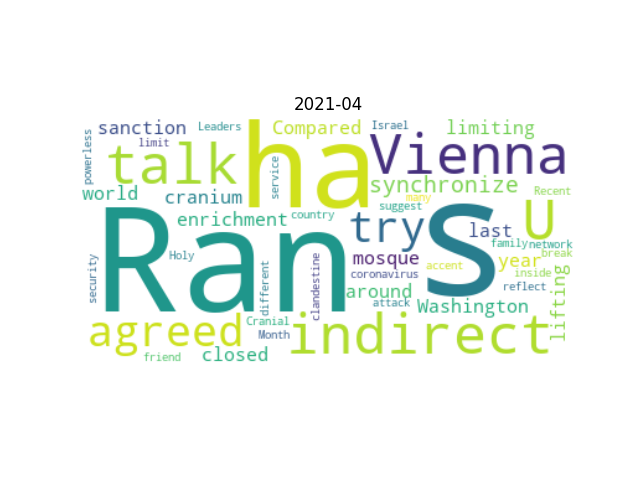 2021-04
sanction Leaders ha Compared Israel limiting
powerless limit talk service Vienna
world cranium synchronize Recent
many suggest
enrichment country try U last
Ran S family network
Holy mosque year break
security different clandestine coronavirus accent inside
around attack Washington reflect lifting
agreed Cranial Month indirect
friend closed